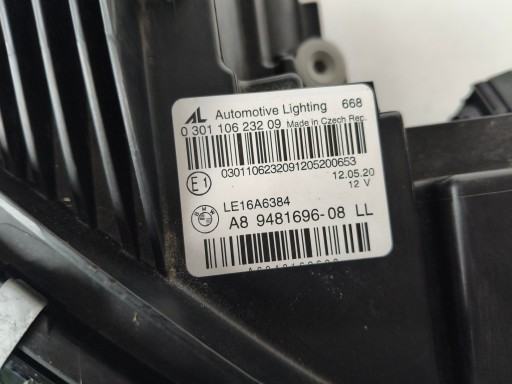 AL Automotive Lighting 668
0 301 106 232 09 Made in Czech Rep.
0301106232091205200653
E1
12.05.20
12 V
LE16A6384
BMW
A8 9481696-08 LL